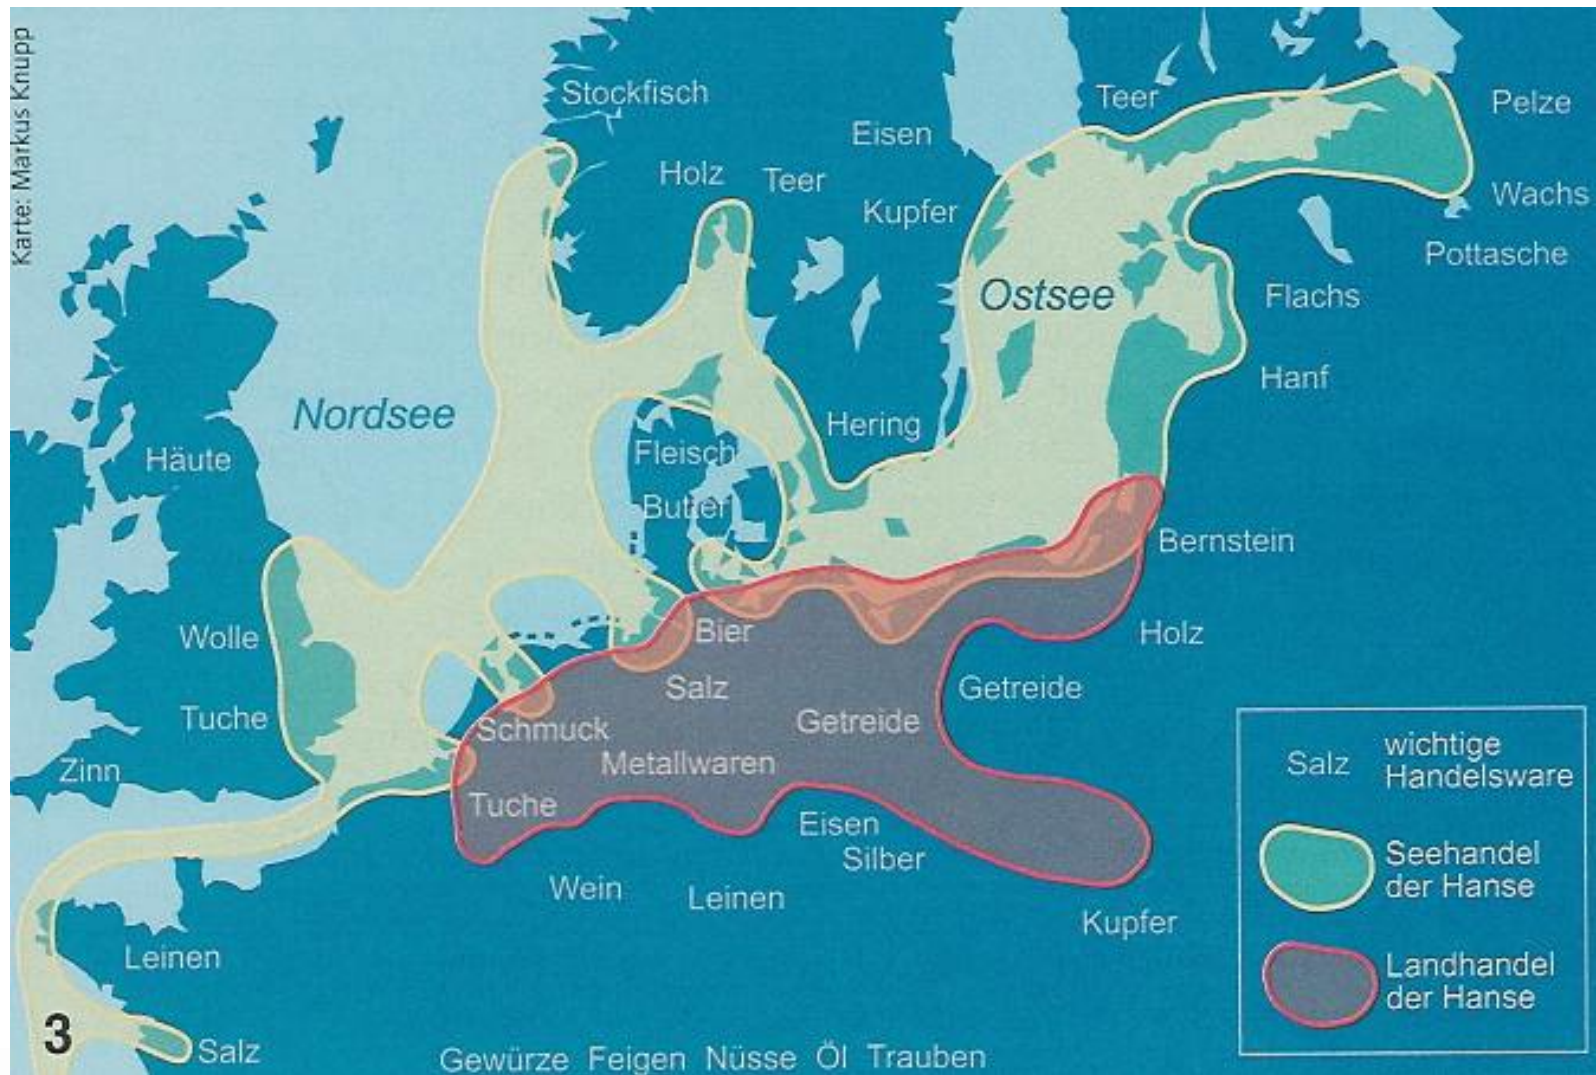 Karte: Markus Knupp
Stockfisch
Teer
Pelze
Eisen
Holz
Teer
Wachs
Kupfer
Pottasche
Ostsee
Flachs
Hanf
Nordsee
Hering
Häute
Fleisch
Butter
Bernstein
Wolle
Bier
Holz
Salz
Getreide
Tuche
Schmuck
Getreide
Zinn
Metallwaren
Tuche
Eisen
Silber
Wein
Leinen
Kupfer
Leinen
Salz
wichtige
Handelsware
Seehandel
der Hanse
Landhandel
der Hanse
3
Salz
Gewürze Feigen Nüsse Öl Trauben